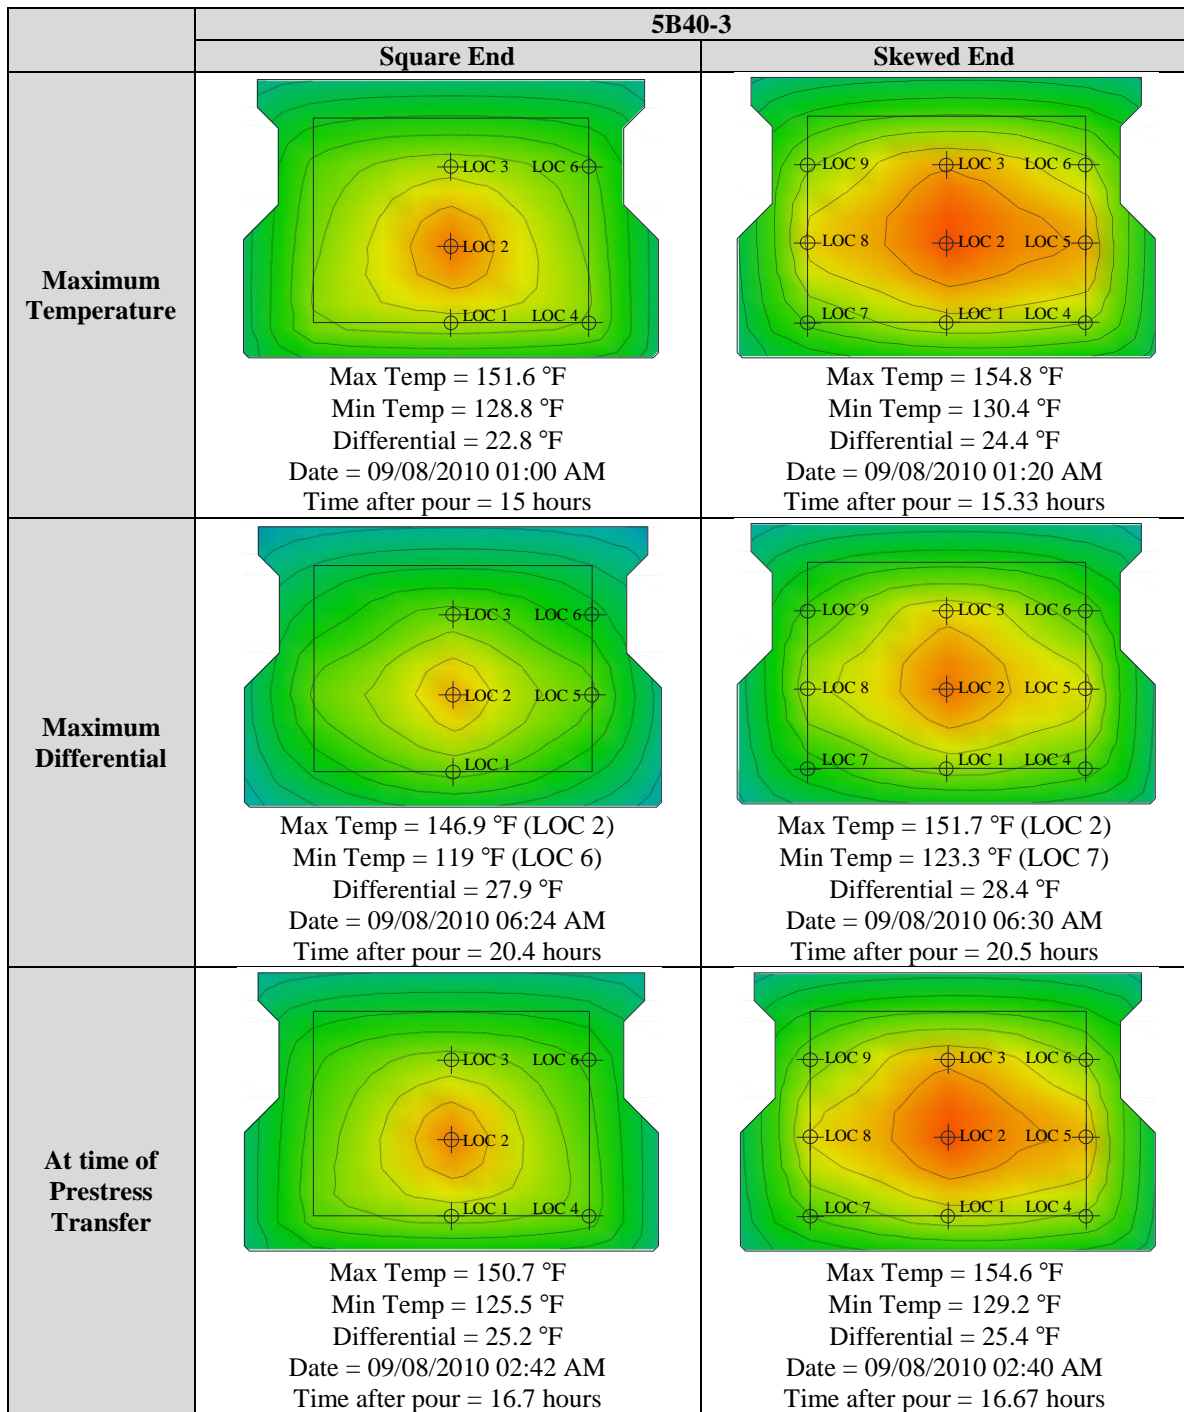 5B40-3
Square End
Skewed End
Maximum
Temperature
LOC 3 LOC 6
LOC 2
LOC 1 LOC 4
Max Temp = 151.6 °F
Min Temp = 128.8 °F
Differential = 22.8 °F
Date = 09/08/2010 01:00 AM
Time after pour = 15 hours
LOC 9 LOC 3 LOC 6
LOC 8 LOC 2 LOC 5
LOC 7 LOC 1 LOC 4
Max Temp = 154.8 °F
Min Temp = 130.4 °F
Differential = 24.4 °F
Date = 09/08/2010 01:20 AM
Time after pour = 15.33 hours
Maximum
Differential
LOC 3 LOC 6
LOC 2 LOC 5
LOC 1
Max Temp = 146.9 °F (LOC 2)
Min Temp = 119 °F (LOC 6)
Differential = 27.9 °F
Date = 09/08/2010 06:24 AM
Time after pour = 20.4 hours
LOC 9 LOC 3 LOC 6
LOC 8 LOC 2 LOC 5
LOC 7 LOC 1 LOC 4
Max Temp = 151.7 °F (LOC 2)
Min Temp = 123.3 °F (LOC 7)
Differential = 28.4 °F
Date = 09/08/2010 06:30 AM
Time after pour = 20.5 hours
At time of
Prestress
Transfer
LOC 3 LOC 6
LOC 2
LOC 1 LOC 4
Max Temp = 150.7 °F
Min Temp = 125.5 °F
Differential = 25.2 °F
Date = 09/08/2010 02:42 AM
Time after pour = 16.7 hours
LOC 9 LOC 3 LOC 6
LOC 8 LOC 2 LOC 5
LOC 7 LOC 1 LOC 4
Max Temp = 154.6 °F
Min Temp = 129.2 °F
Differential = 25.4 °F
Date = 09/08/2010 02:40 AM
Time after pour = 16.67 hours